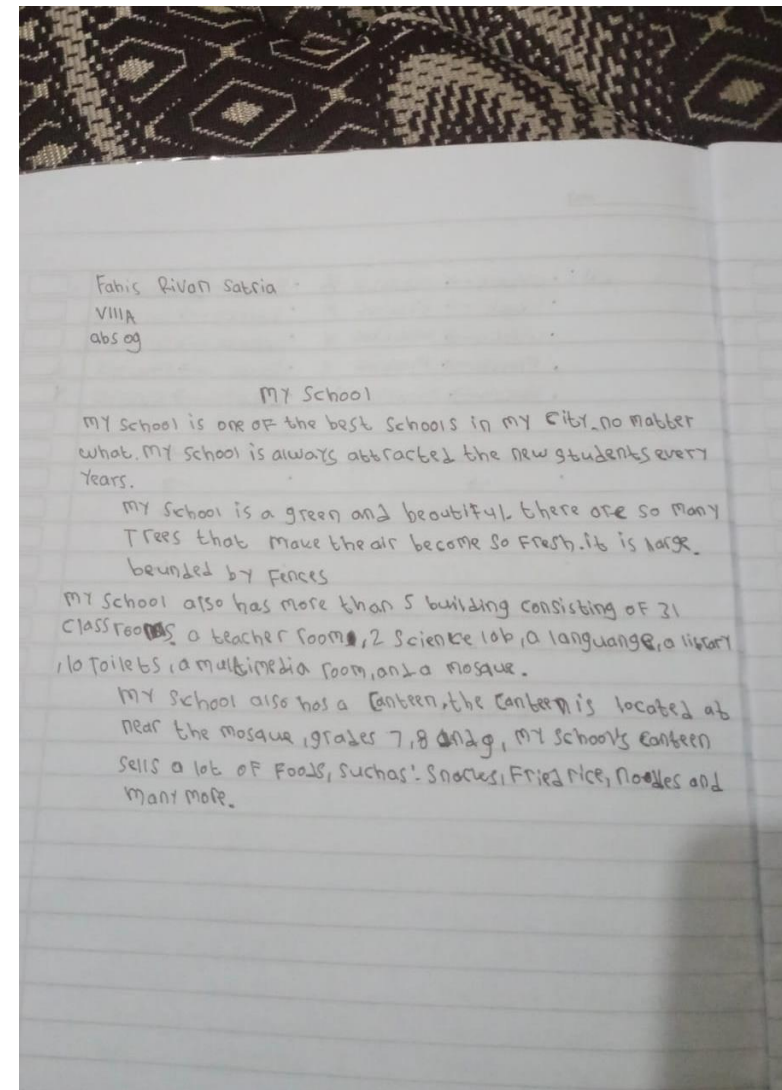 Fahis Rivan Satria
VIIIA
abs 09
MY School
MY School is one of the best schools in my city. no matter
what. MY school is always attracted the new students every
Years.
MY School is a green and beautiful. there are so many
Trees that make the air become so Fresh. it is large.
beunded by Fences
MY School also has more than 5 building consisting of 31
Classrooms a teacher room, 2 Science lab, a languange, a library
, 10 Toilets, a multimedia room, and a mosque.
MY School also has a Canteen, the Canteen is located at
near the mosque, grades 7, 8 and 9, MY School's Canteen
Sells a lot of Foods, Suchas: Snacks, Fried rice, noodles and
many more.